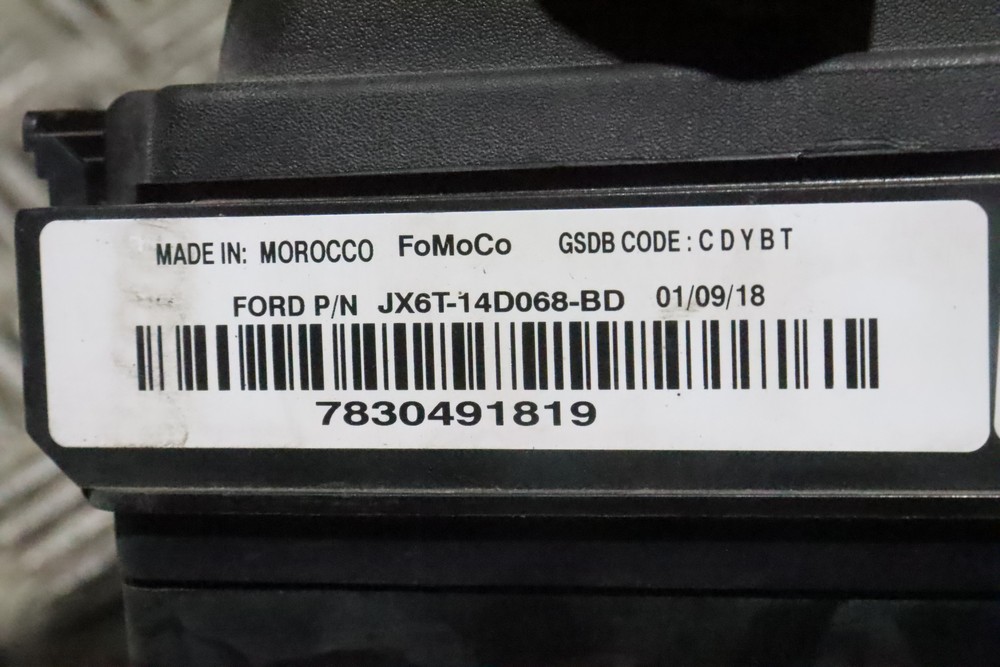 MADE IN: MOROCCO FoMoCo GSDB CODE: C D Y B T
FORD P/N JX6T-14D068-BD 01/09/18
7830491819